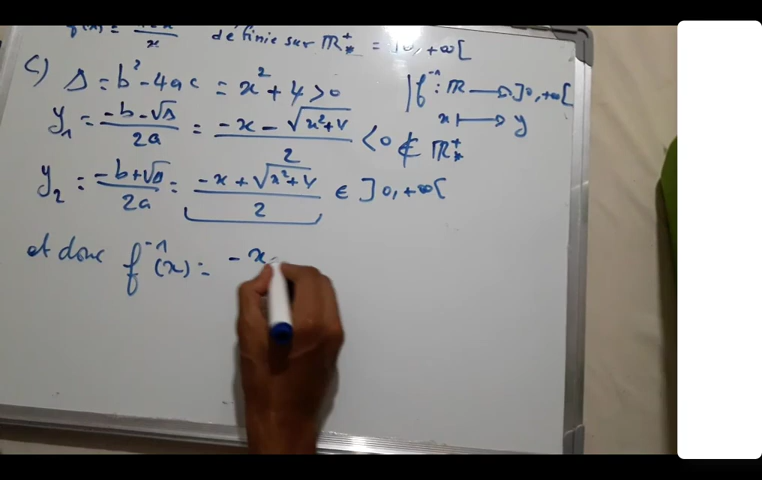 définie sur ℝ*⁺ = ]0, +∞[
c) Δ = b² - 4ac = x² + 4 > 0
f⁻¹ : ℝ → ]0, +∞[
x ↦ y
y₁ = (-b - √Δ)/2a = (-x - √(x²+4))/2 < 0 ∉ ℝ*⁺
y₂ = (-b + √Δ)/2a = (-x + √(x²+4))/2 ∈ ]0, +∞[
et donc f⁻¹(x) = -x